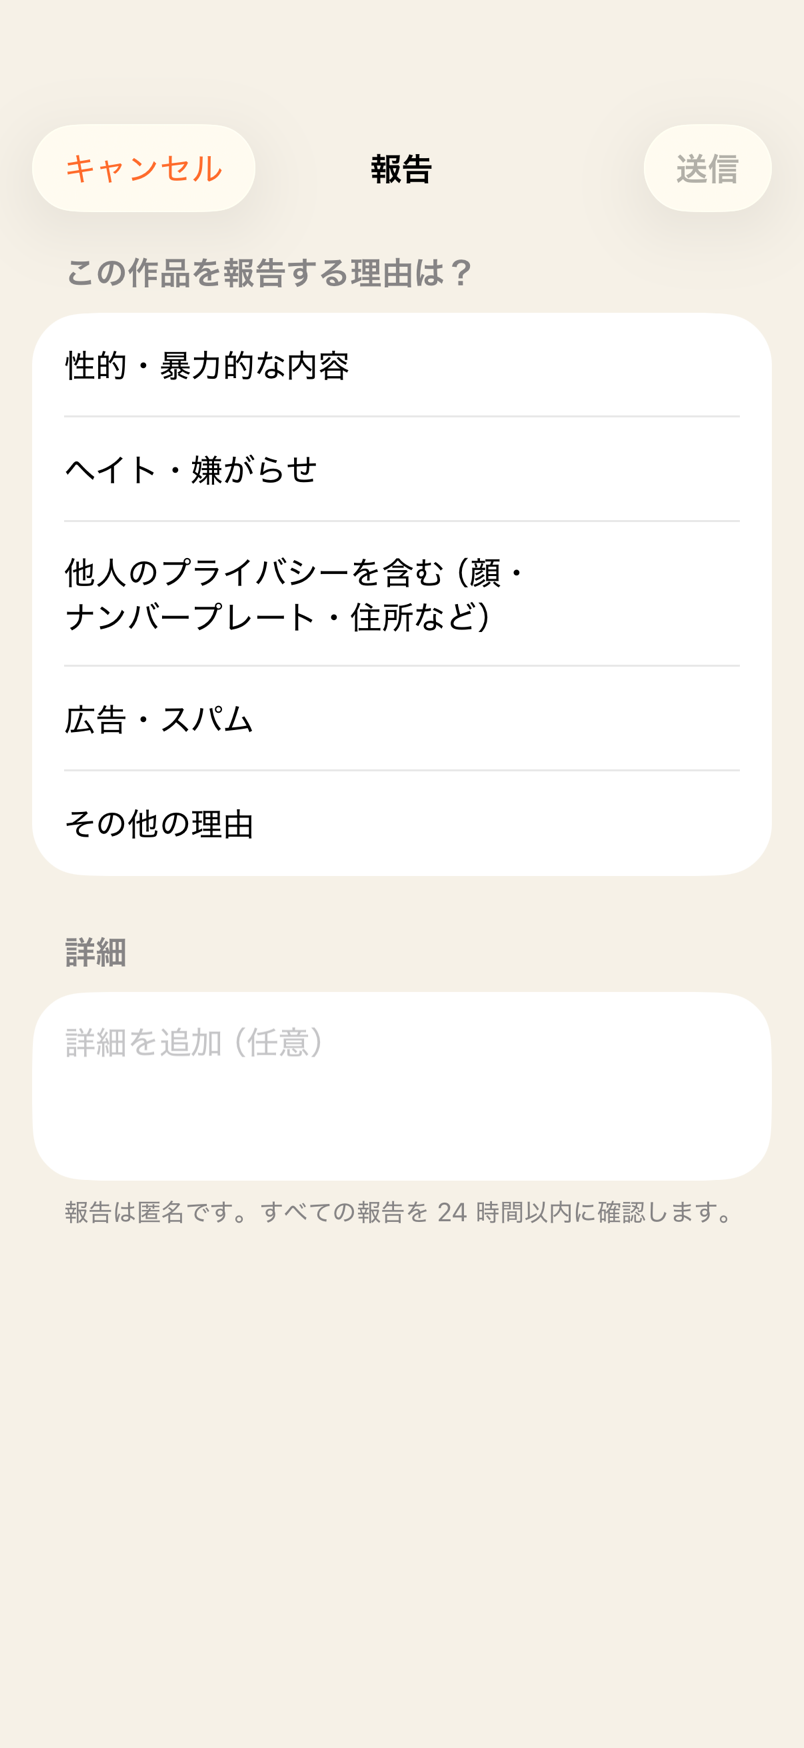 キャンセル
報告
送信
この作品を報告する理由は？
性的・暴力的な内容
ヘイト・嫌がらせ
他人のプライバシーを含む（顔・
ナンバープレート・住所など）
広告・スパム
その他の理由
詳細
詳細を追加（任意）
報告は匿名です。すべての報告を 24 時間以内に確認します。